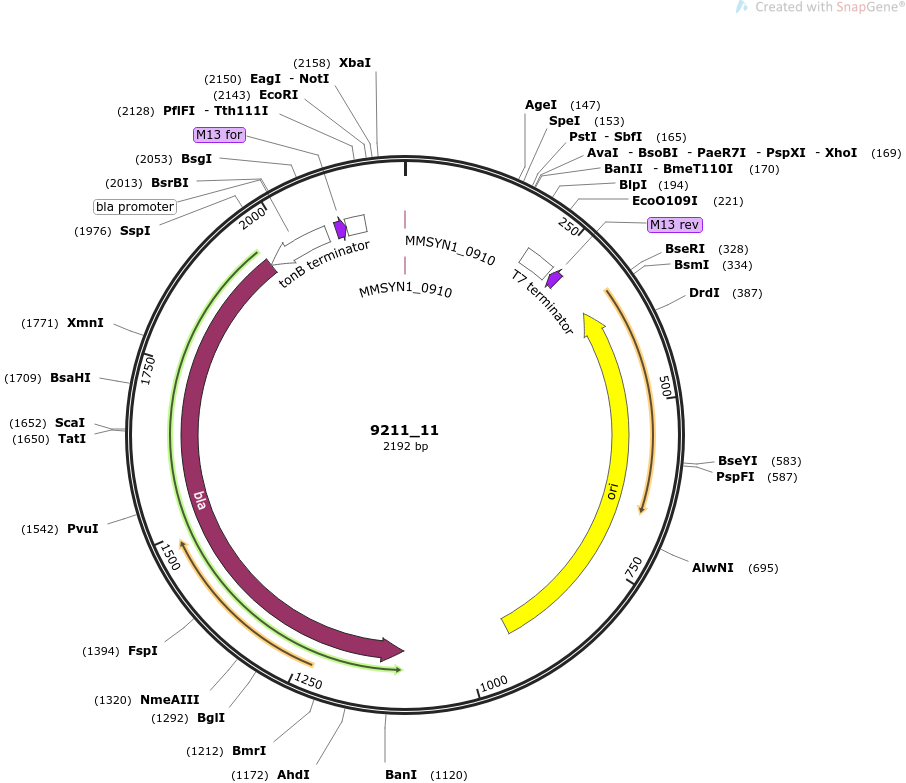 Created with SnapGene®
(2158) XbaI
(2150) EagI - NotI
(2143) EcoRI
(2128) PflFI - Tth111I
M13 for
(2053) BsgI
(2013) BsrBI
bla promoter
(1976) SspI
AgeI (147)
SpeI (153)
PstI - SbfI (165)
AvaI - BsoBI - PaeR7I - PspXI - XhoI (169)
BanII - BmeT110I (170)
BlpI (194)
EcoO109I (221)
M13 rev
BseRI (328)
BsmI (334)
DrdI (387)
2000
250
tonB terminator
MMSYN1_0910
MMSYN1_0910
T7 terminator
(1771) XmnI
(1709) BsaHI
(1652) ScaI
(1650) TatI
(1542) PvuI
1750
500
9211_11
2192 bp
bla
ori
BseYI (583)
PspFI (587)
AlwNI (695)
1500
750
(1394) FspI
(1320) NmeAIII
(1292) BglI
(1212) BmrI
(1172) AhdI
1250
1000
BanI (1120)